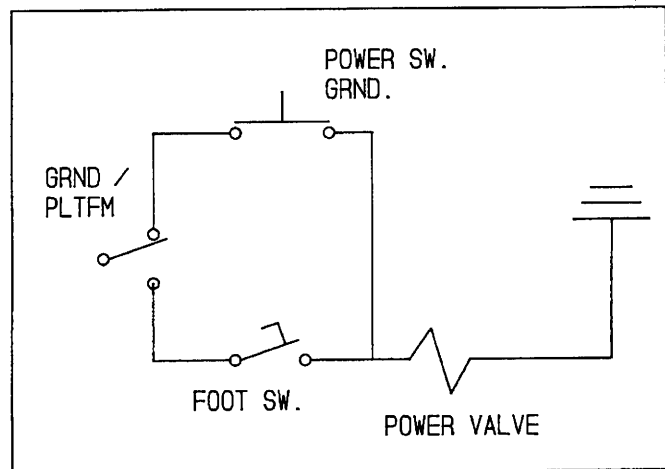 POWER SW.
GRND.
GRND /
PLTFM
FOOT SW.
POWER VALVE